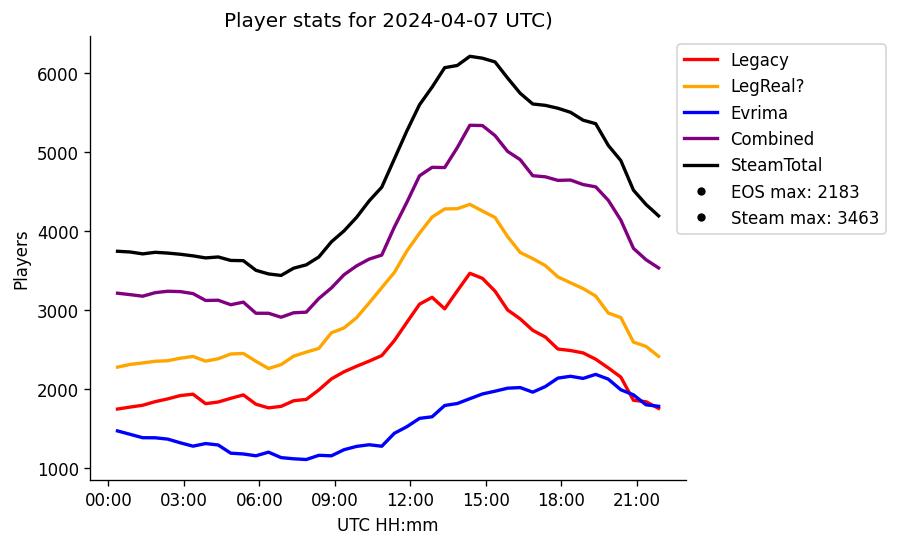 Player stats for 2024-04-07 UTC)
6000
5000
4000
3000
2000
1000
Players
00:00 03:00 06:00 09:00 12:00 15:00 18:00 21:00
UTC HH:mm
Legacy
LegReal?
Evrima
Combined
SteamTotal
EOS max: 2183
Steam max: 3463